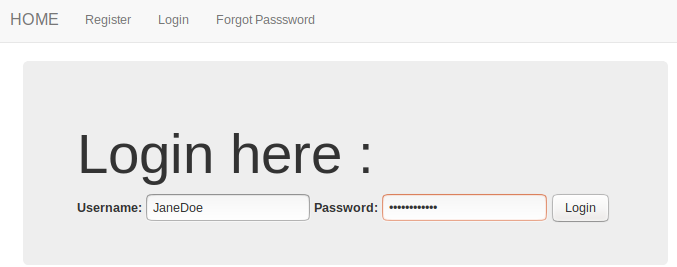 HOME Register Login Forgot Passsword
Login here :
Username: JaneDoe Password: •••••••••••• Login